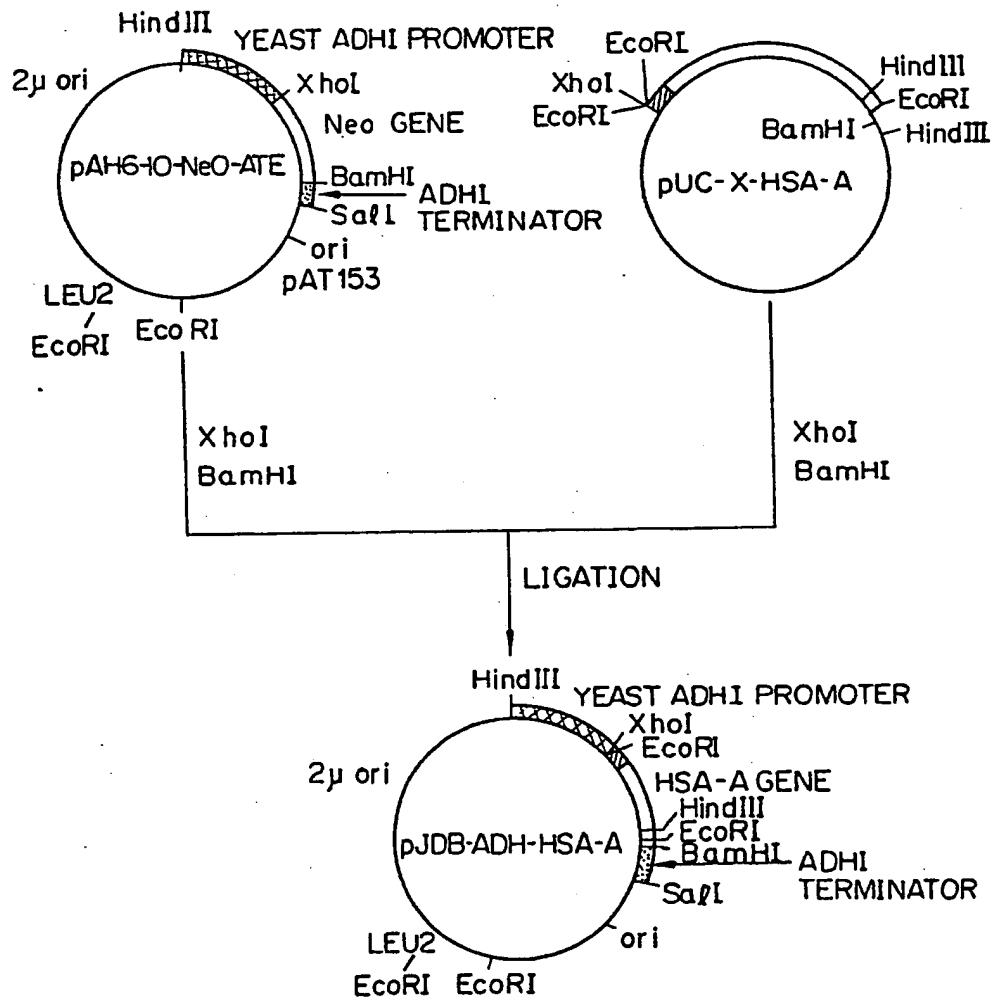 HindIII
YEAST ADHI PROMOTER
2μ ori
XhoI
Neo GENE
pAH6-10-NeO-ATE
BamHI
ADHI
TERMINATOR
SalI
ori
pAT153
LEU2
EcoRI
EcoRI
EcoRI
XhoI
EcoRI
HindIII
EcoRI
BamHI
HindIII
pUC-X-HSA-A
XhoI
BamHI
XhoI
BamHI
LIGATION
HindIII
YEAST ADHI PROMOTER
XhoI
EcoRI
2μ ori
HSA-A GENE
HindIII
EcoRI
BamHI
pJDB-ADH-HSA-A
ADHI
TERMINATOR
SalI
ori
LEU2
EcoRI
EcoRI